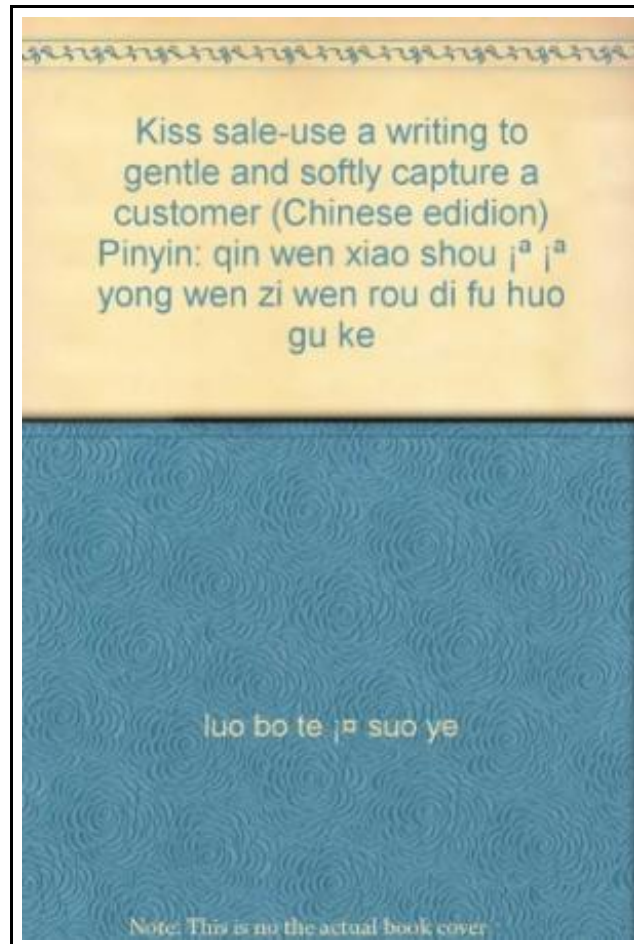 Kiss sale-use a writing to
gentle and softly capture a
customer (Chinese edidion)
Pinyin: qin wen xiao shou ¡ª ¡ª
yong wen zi wen rou di fu huo
gu ke
luo bo te ¡¤ suo ye
Note: This is no the actual book cover